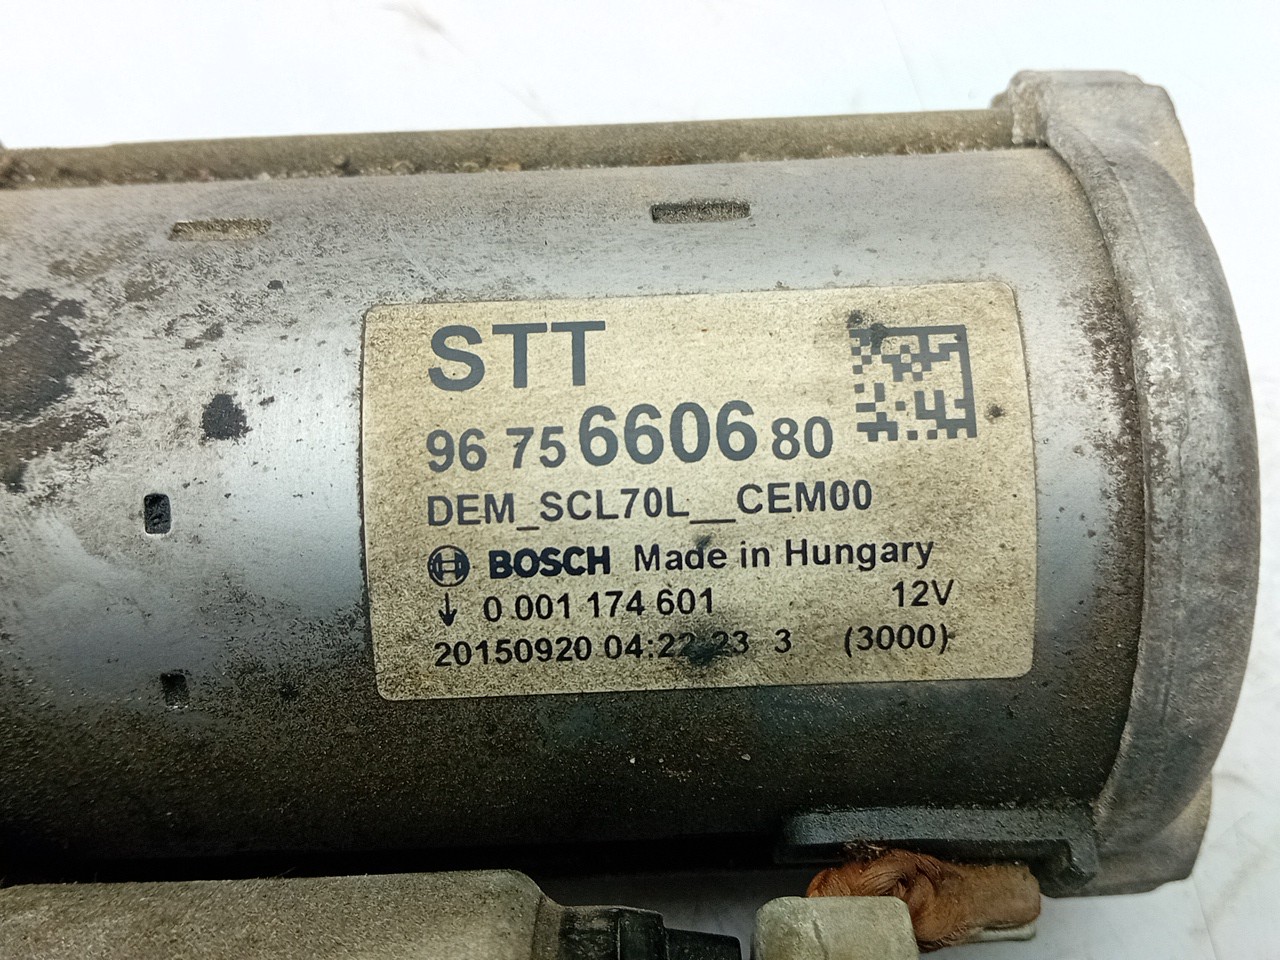 STT
96 75 6606 80
DEM_SCL70L__CEM00
BOSCH Made in Hungary
↓ 0 001 174 601 12V
20150920 04:22:23 3 (3000)